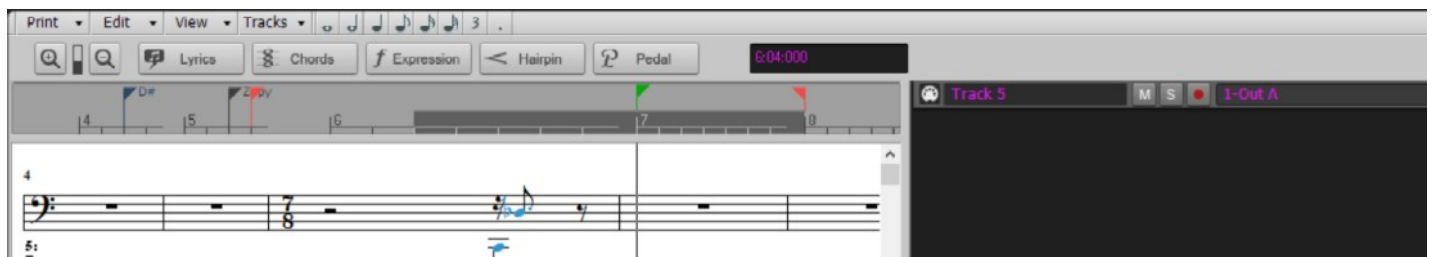 Print Edit View Tracks 3 .
Lyrics Chords f Expression Hairpin Pedal 6:04:000
D#
4 5 6 7 8
Track 5 M S 1-Out A
4
7
8
5: